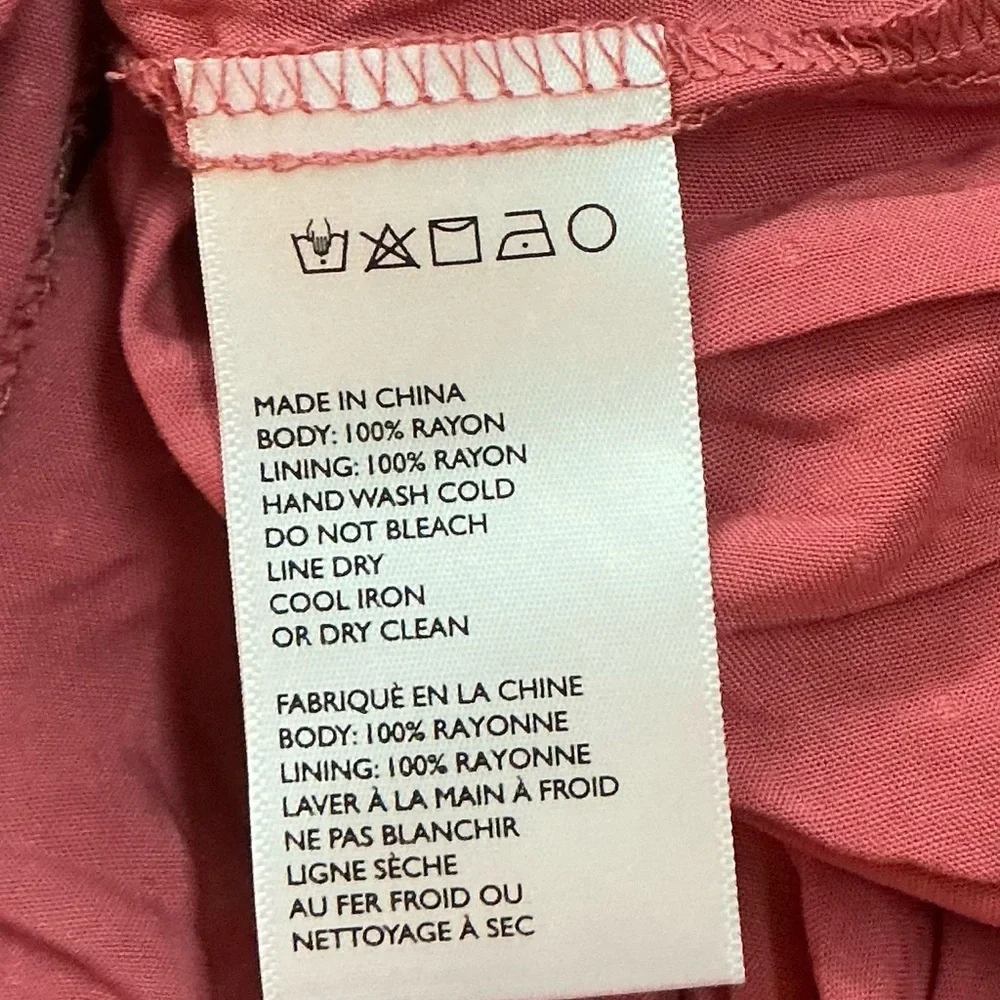 MADE IN CHINA
BODY: 100% RAYON
LINING: 100% RAYON
HAND WASH COLD
DO NOT BLEACH
LINE DRY
COOL IRON
OR DRY CLEAN
FABRIQUÈ EN LA CHINE
BODY: 100% RAYONNE
LINING: 100% RAYONNE
LAVER À LA MAIN À FROID
NE PAS BLANCHIR
LIGNE SÈCHE
AU FER FROID OU
NETTOYAGE À SEC